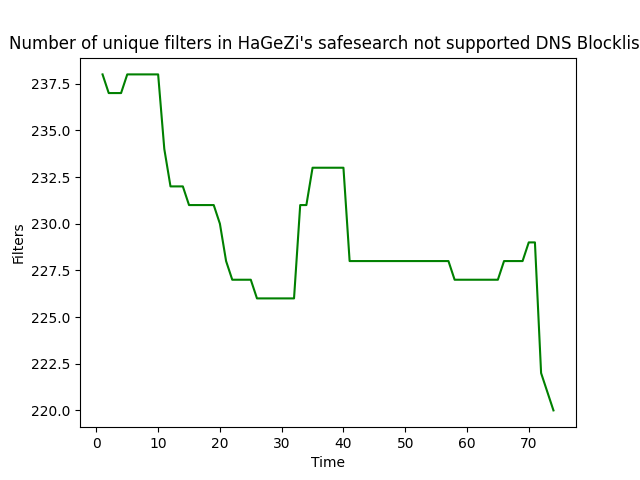 Number of unique filters in HaGeZi's safesearch not supported DNS Blocklis
237.5
235.0
232.5
230.0
227.5
225.0
222.5
220.0
Filters
0 10 20 30 40 50 60 70
Time